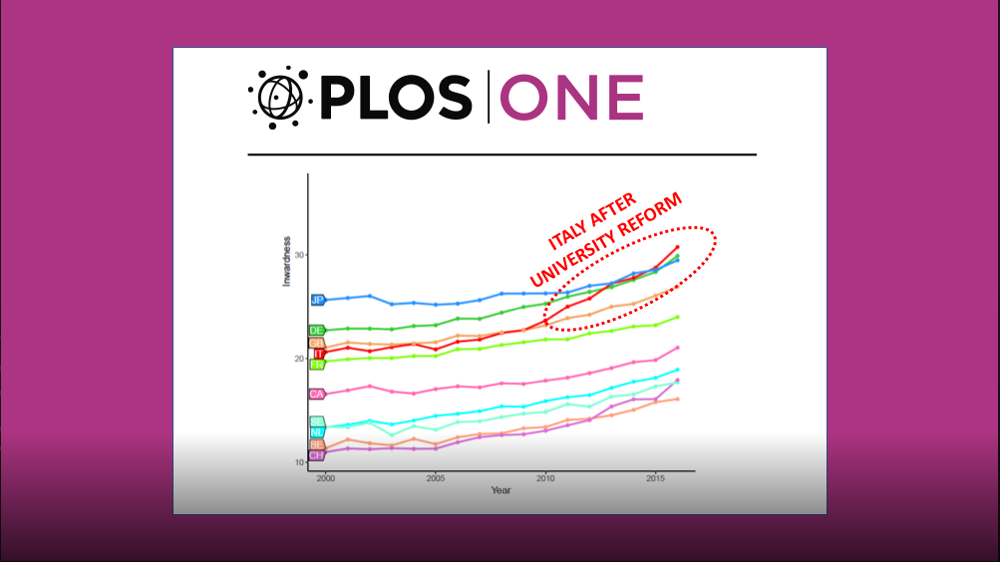 PLOS ONE
ITALY AFTER
UNIVERSITY REFORM
Inwardness
30
20
10
JP
DE
GB
IT
FR
CA
SE
NL
BE
CH
2000
2005
2010
2015
Year